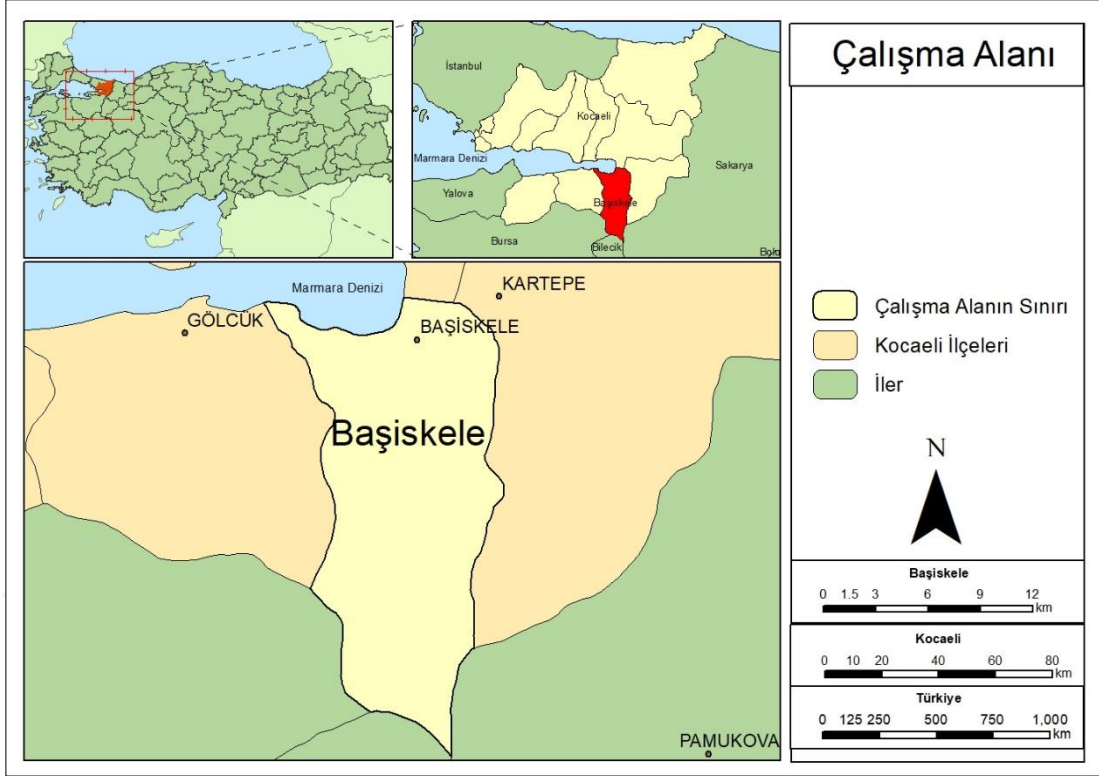 Çalışma Alanı
İstanbul
Kocaeli
Marmara Denizi
Sakarya
Yalova
Başiskele
Bursa
Bilecik
Marmara Denizi
KARTEPE
GÖLCÜK
BAŞİSKELE
Başiskele
PAMUKOVA
Çalışma Alanın Sınırı
Kocaeli İlçeleri
İler
N
Başiskele
0 1.5 3 6 9 12
km
Kocaeli
0 10 20 40 60 80
km
Türkiye
0 125 250 500 750 1,000
km